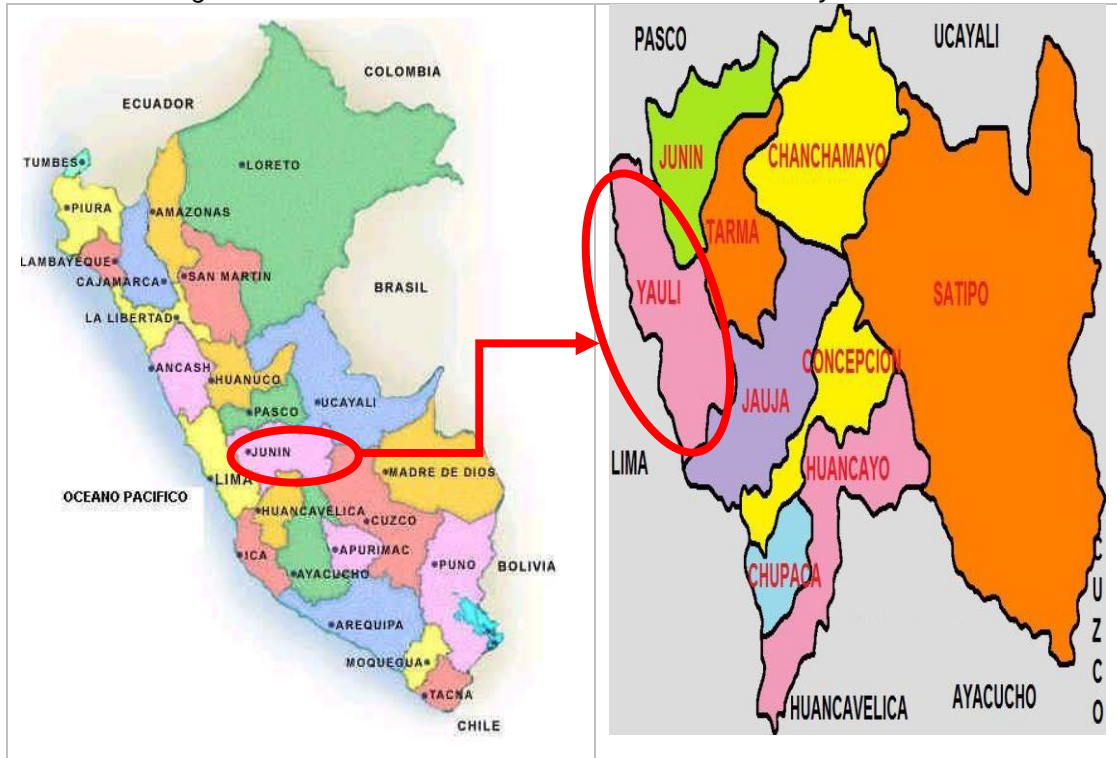 COLOMBIA
ECUADOR
TUMBES
LORETO
PIURA
AMAZONAS
LAMBAYEQUE
CAJAMARCA
SAN MARTIN
BRASIL
LA LIBERTAD
ANCASH
HUANUCO
UCAYALI
PASCO
JUNIN
MADRE DE DIOS
LIMA
OCEANO PACIFICO
HUANCAVELICA
CUZCO
ICA
APURIMAC
PUNO
BOLIVIA
AYACUCHO
AREQUIPA
MOQUEGUA
TACNA
CHILE
PASCO
UCAYALI
JUNIN
CHANCHAMAYO
TARMA
YAULI
SATIPO
CONCEPCION
JAUJA
LIMA
HUANCAYO
CHUPACA
CUZCO
AYACUCHO
HUANCAVELICA